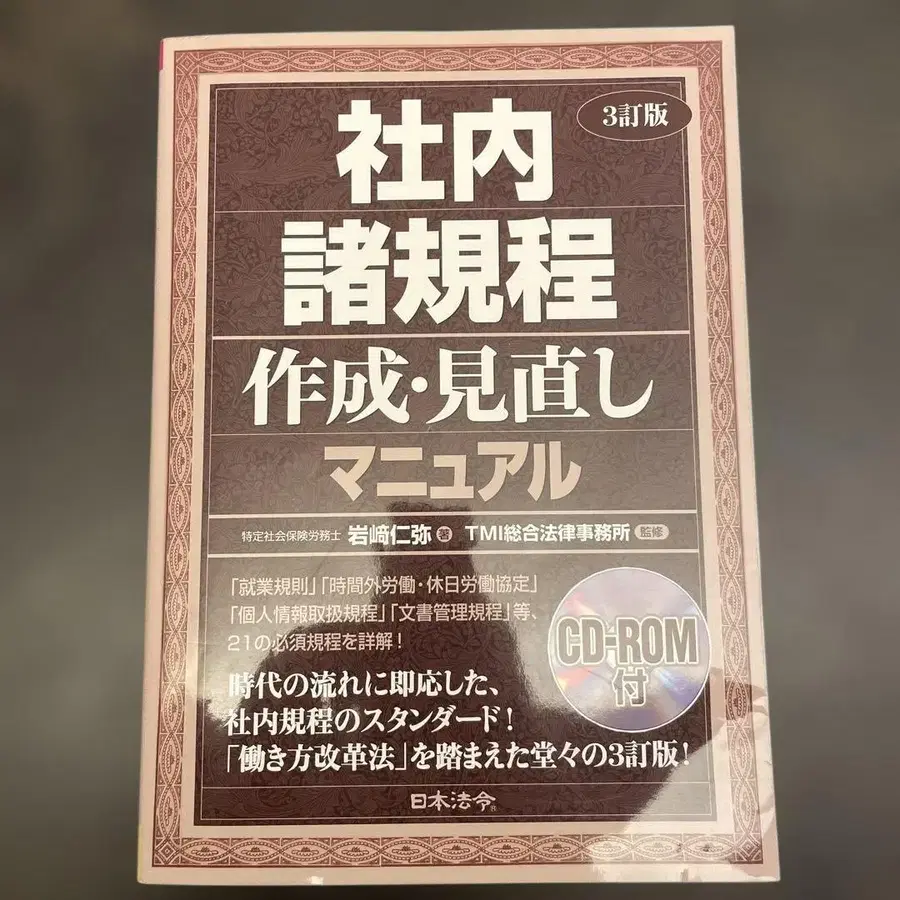 3訂版
社内
諸規程
作成・見直し
マニュアル
特定社会保険労務士 岩﨑仁弥 著 TMI総合法律事務所 監修
「就業規則」「時間外労働・休日労働協定」
「個人情報取扱規程」「文書管理規程」等、
21の必須規程を詳解!
CD-ROM
付
時代の流れに即応した、
社内規程のスタンダード!
「働き方改革法」を踏まえた堂々の3訂版!
日本法令®